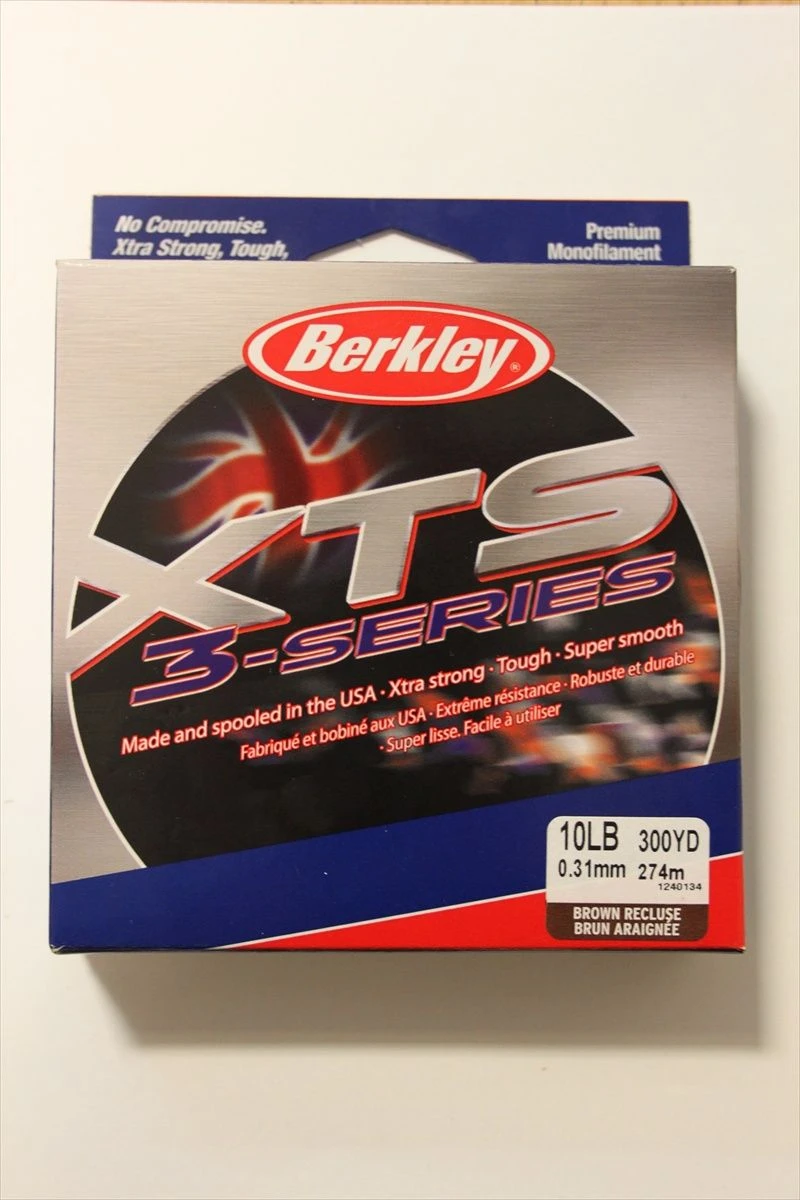 No Compromise.
Xtra Strong, Tough,
Premium
Monofilament
Berkley®
XTS
3-SERIES
Made and spooled in the USA · Xtra strong · Tough · Super smooth
Fabriqué et bobiné aux USA · Extrême résistance · Robuste et durable
· Super lisse. Facile à utiliser
10LB 300YD
0.31mm 274m
1240134
BROWN RECLUSE
BRUN ARAIGNÉE